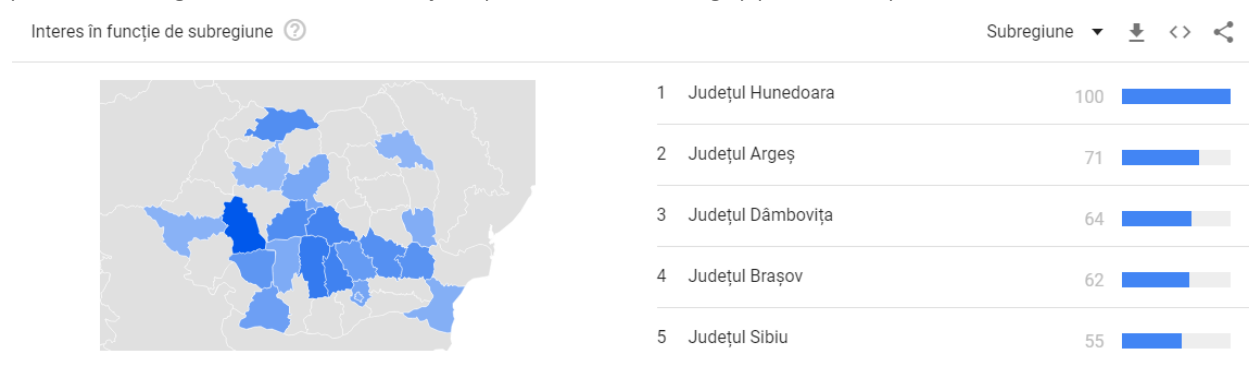 Interes în funcție de subregiune
Subregiune
1 Județul Hunedoara 100
2 Județul Argeș 71
3 Județul Dâmbovița 64
4 Județul Brașov 62
5 Județul Sibiu 55